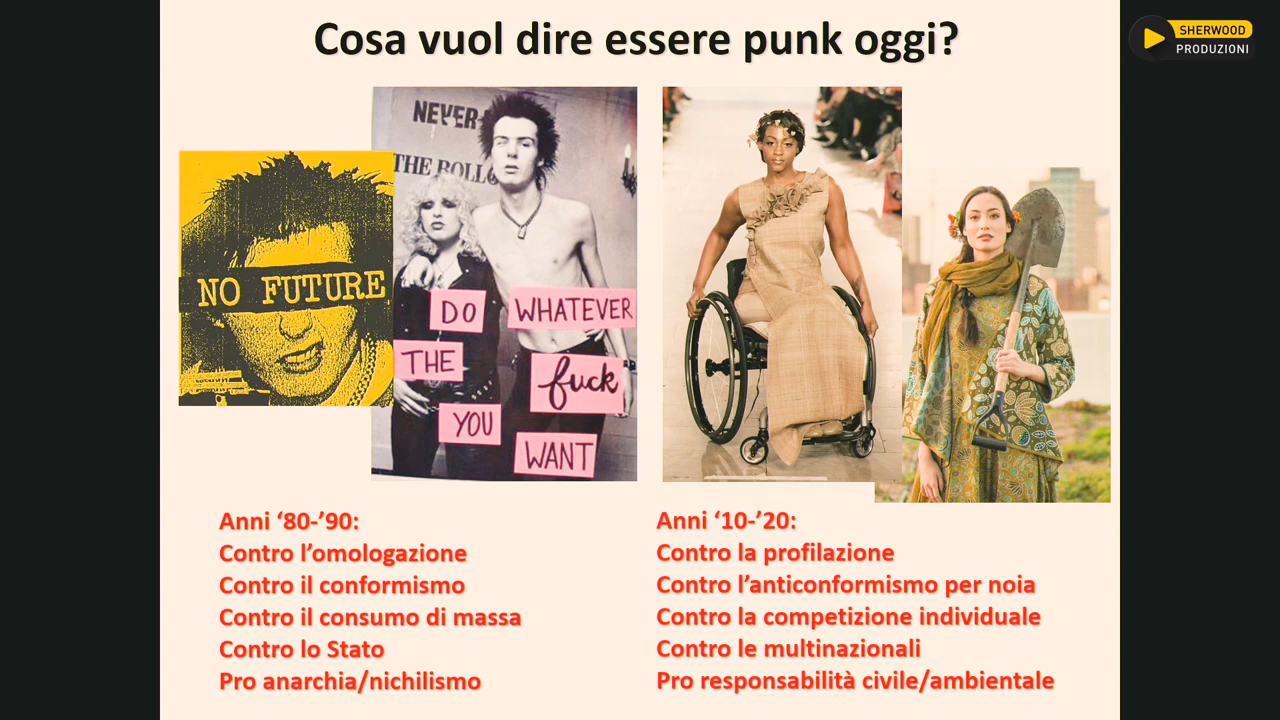 Cosa vuol dire essere punk oggi?
SHERWOOD
PRODUZIONI
NO FUTURE
NEVER
THE BOLLO
DO WHATEVER
THE fuck
YOU WANT
Anni ‘80-’90:
Contro l’omologazione
Contro il conformismo
Contro il consumo di massa
Contro lo Stato
Pro anarchia/nichilismo
Anni ‘10-’20:
Contro la profilazione
Contro l’anticonformismo per noia
Contro la competizione individuale
Contro le multinazionali
Pro responsabilità civile/ambientale